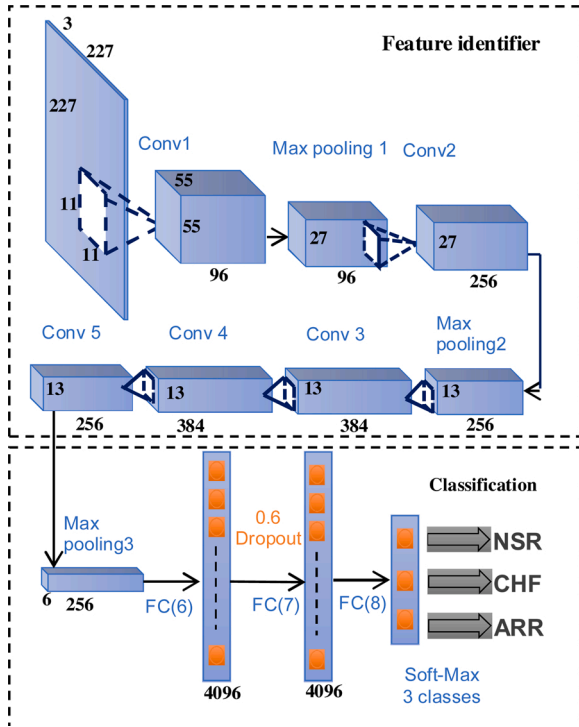 3
227
Feature identifier
227
Conv1
Max pooling 1
Conv2
55
11
55
27
27
11
96
96
256
Conv 5
Conv 4
Conv 3
Max
pooling2
13
13
13
13
256
384
384
256
Classification
Max
pooling3
0.6
Dropout
NSR
6
256
FC(6)
FC(7)
FC(8)
CHF
ARR
4096
4096
Soft-Max
3 classes